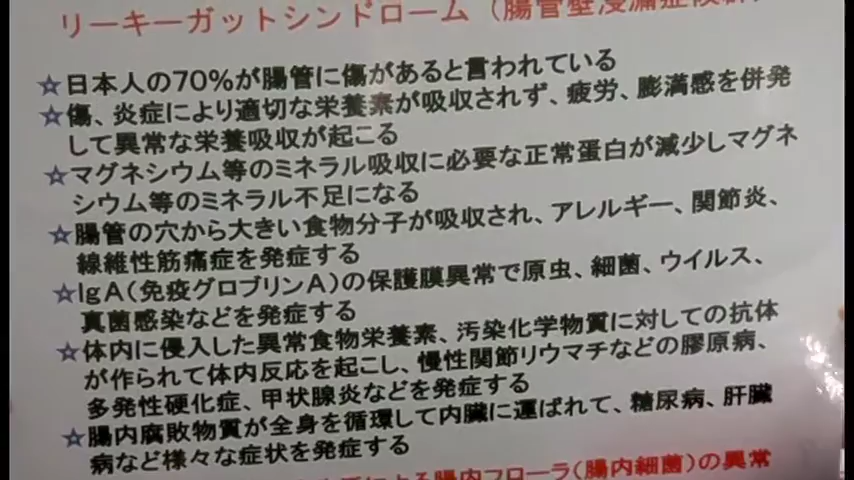 リーキーガットシンドローム（腸管壁浸漏症候群）
☆日本人の70%が腸管に傷があると言われている
☆傷、炎症により適切な栄養素が吸収されず、疲労、膨満感を併発
して異常な栄養吸収が起こる
☆マグネシウム等のミネラル吸収に必要な正常蛋白が減少しマグネ
シウム等のミネラル不足になる
☆腸管の穴から大きい食物分子が吸収され、アレルギー、関節炎、
線維性筋痛症を発症する
☆IgA（免疫グロブリンA）の保護膜異常で原虫、細菌、ウイルス、
真菌感染などを発症する
☆体内に侵入した異常食物栄養素、汚染化学物質に対しての抗体
が作られて体内反応を起こし、慢性関節リウマチなどの膠原病、
多発性硬化症、甲状腺炎などを発症する
☆腸内腐敗物質が全身を循環して内臓に運ばれて、糖尿病、肝臓
病など様々な症状を発症する
による腸内フローラ（腸内細菌）の異常